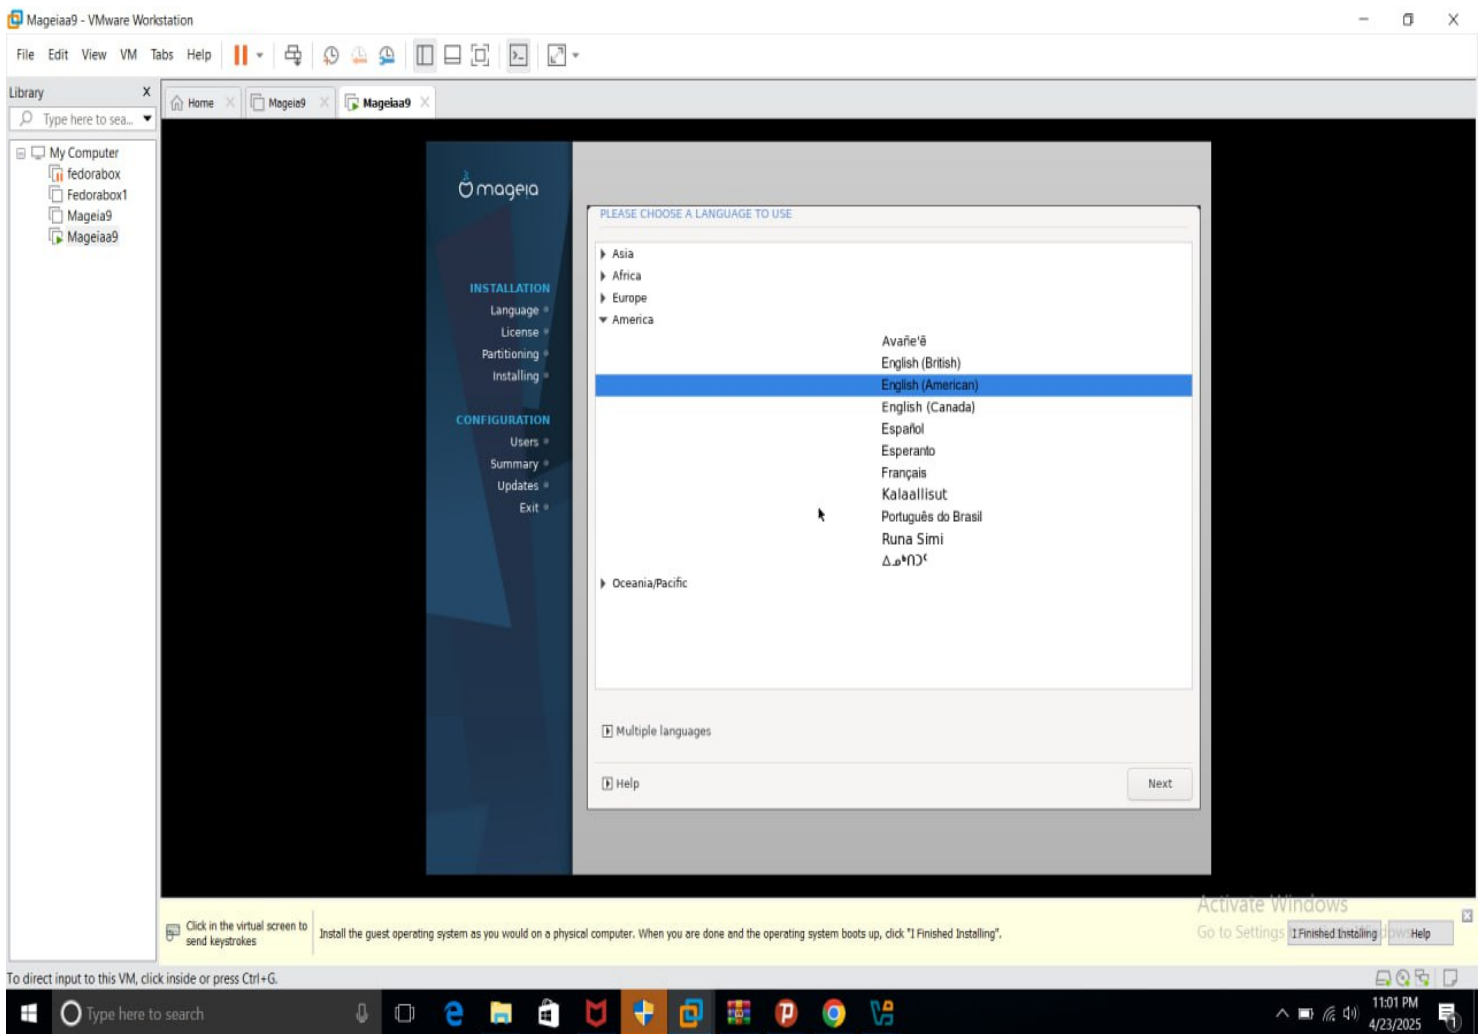 Mageiaa9 - VMware Workstation
File Edit View VM Tabs Help
Library X
Type here to sea...
Home Mageia9 Mageiaa9
My Computer
fedorabox
Fedorabox1
Mageia9
Mageiaa9
mageia
INSTALLATION
Language
License
Partitioning
Installing
CONFIGURATION
Users
Summary
Updates
Exit
PLEASE CHOOSE A LANGUAGE TO USE
Asia
Africa
Europe
America
Avañe'ẽ
English (British)
English (American)
English (Canada)
Español
Esperanto
Français
Kalaallisut
Português do Brasil
Runa Simi
ᐃᓄᒃᑎᑐᑦ
Oceania/Pacific
Multiple languages
Help Next
Activate Windows
Click in the virtual screen to
send keystrokes
Install the guest operating system as you would on a physical computer. When you are done and the operating system boots up, click "I Finished Installing".
Go to Settings
I Finished Installing Help
To direct input to this VM, click inside or press Ctrl+G.
Type here to search
11:01 PM
4/23/2025